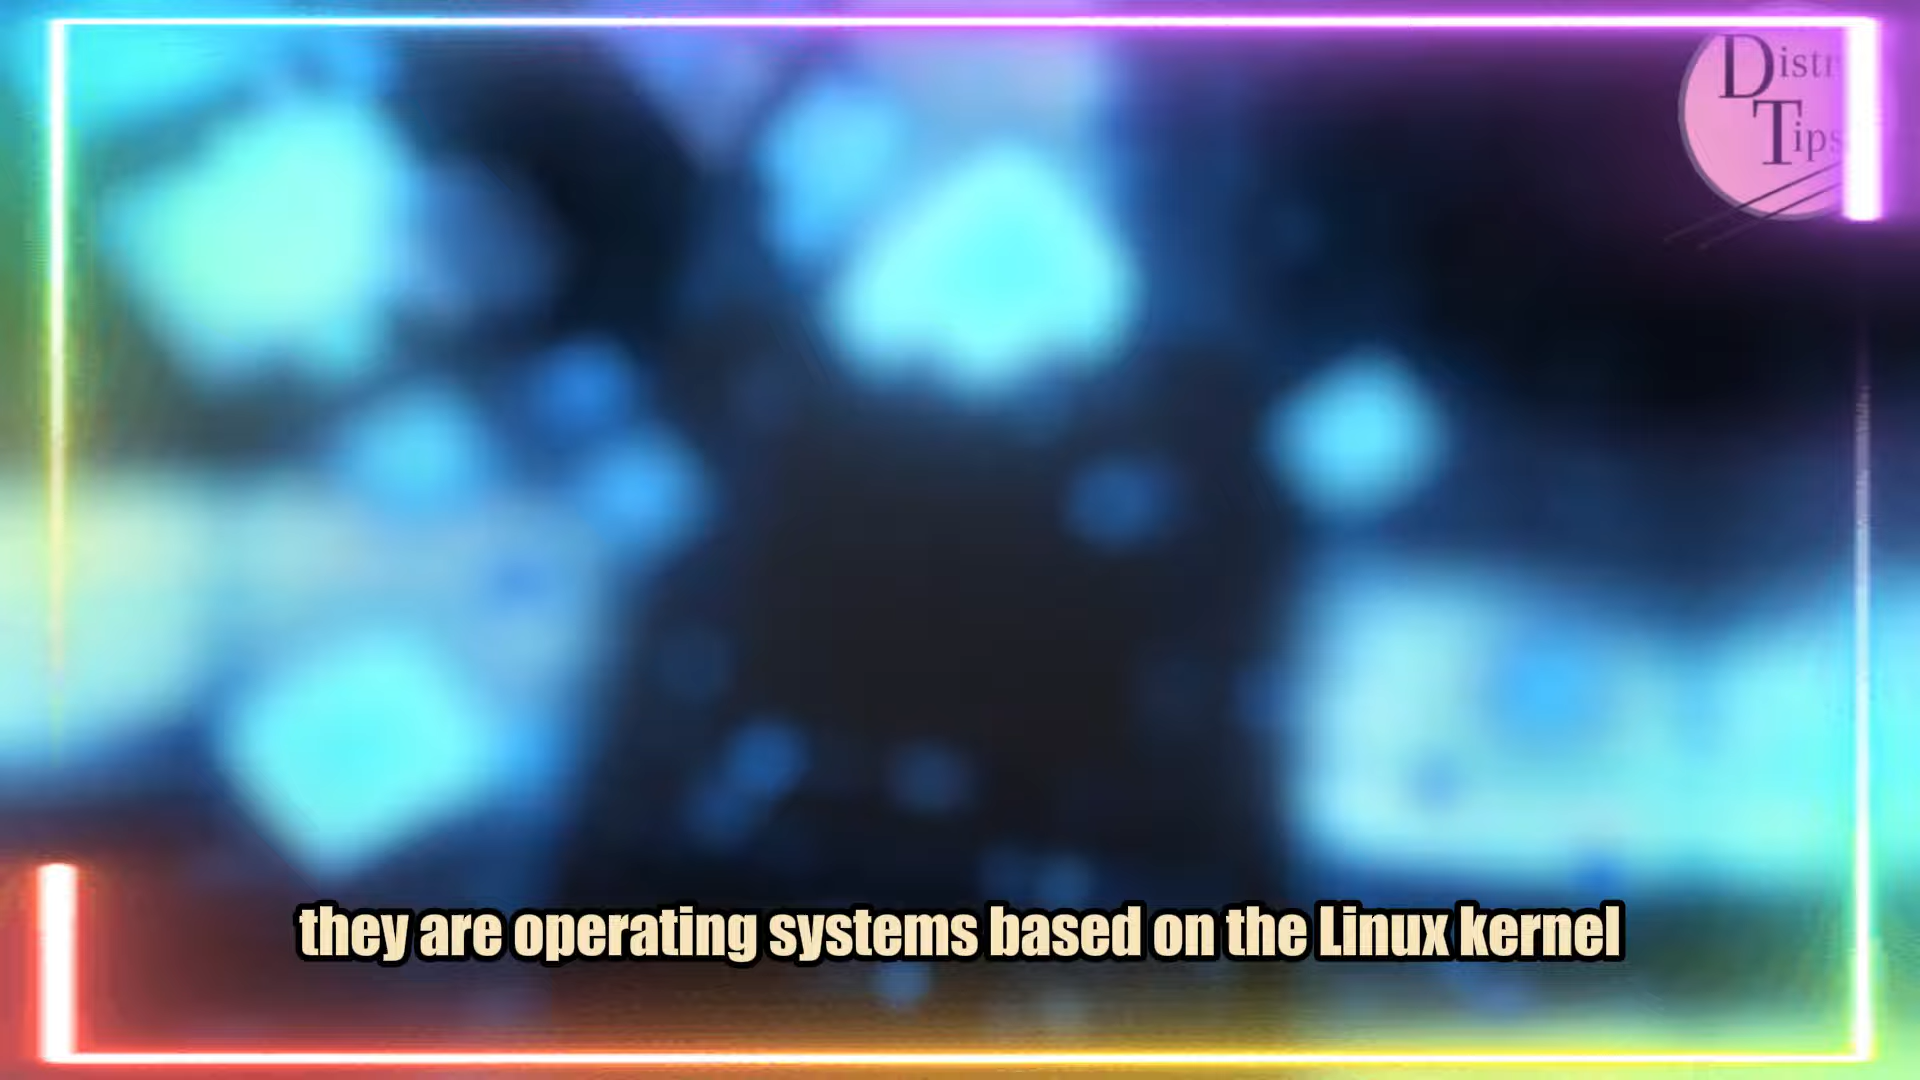 Distr
Tips
they are operating systems based on the Linux kernel